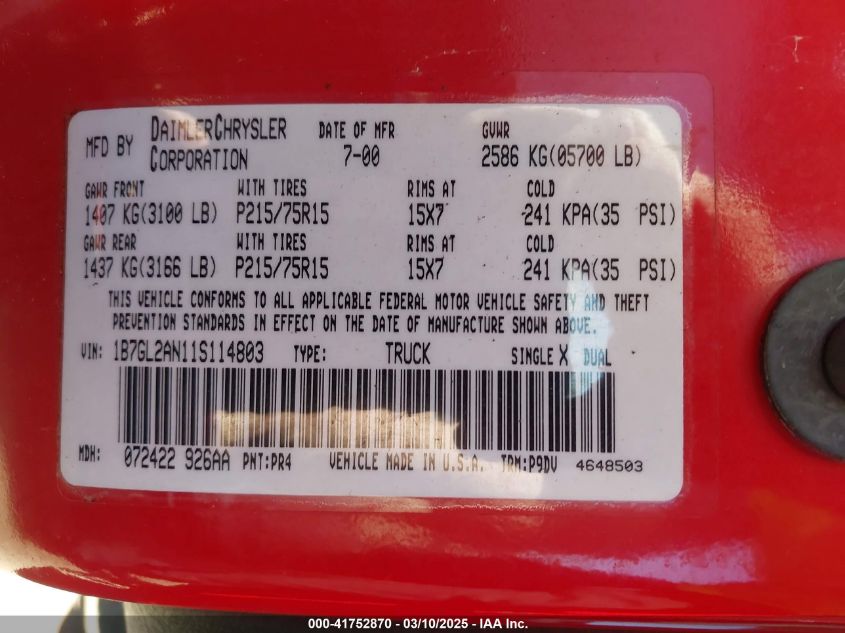 MFD BY DAIMLERCHRYSLER CORPORATION DATE OF MFR 7-00 GVWR 2586 KG(05700 LB)
GAWR FRONT WITH TIRES RIMS AT COLD
1407 KG(3100 LB) P215/75R15 15X7 241 KPA(35 PSI)
GAWR REAR WITH TIRES RIMS AT COLD
1437 KG(3166 LB) P215/75R15 15X7 241 KPA(35 PSI)
THIS VEHICLE CONFORMS TO ALL APPLICABLE FEDERAL MOTOR VEHICLE SAFETY AND THEFT
PREVENTION STANDARDS IN EFFECT ON THE DATE OF MANUFACTURE SHOWN ABOVE.
VIN: 1B7GL2AN11S114803 TYPE: TRUCK SINGLE X DUAL
MDH: 072422 926AA PNT:PR4 VEHICLE MADE IN U.S.A. TRM:P9DV 4648503
000-41752870 - 03/10/2025 - IAA Inc.